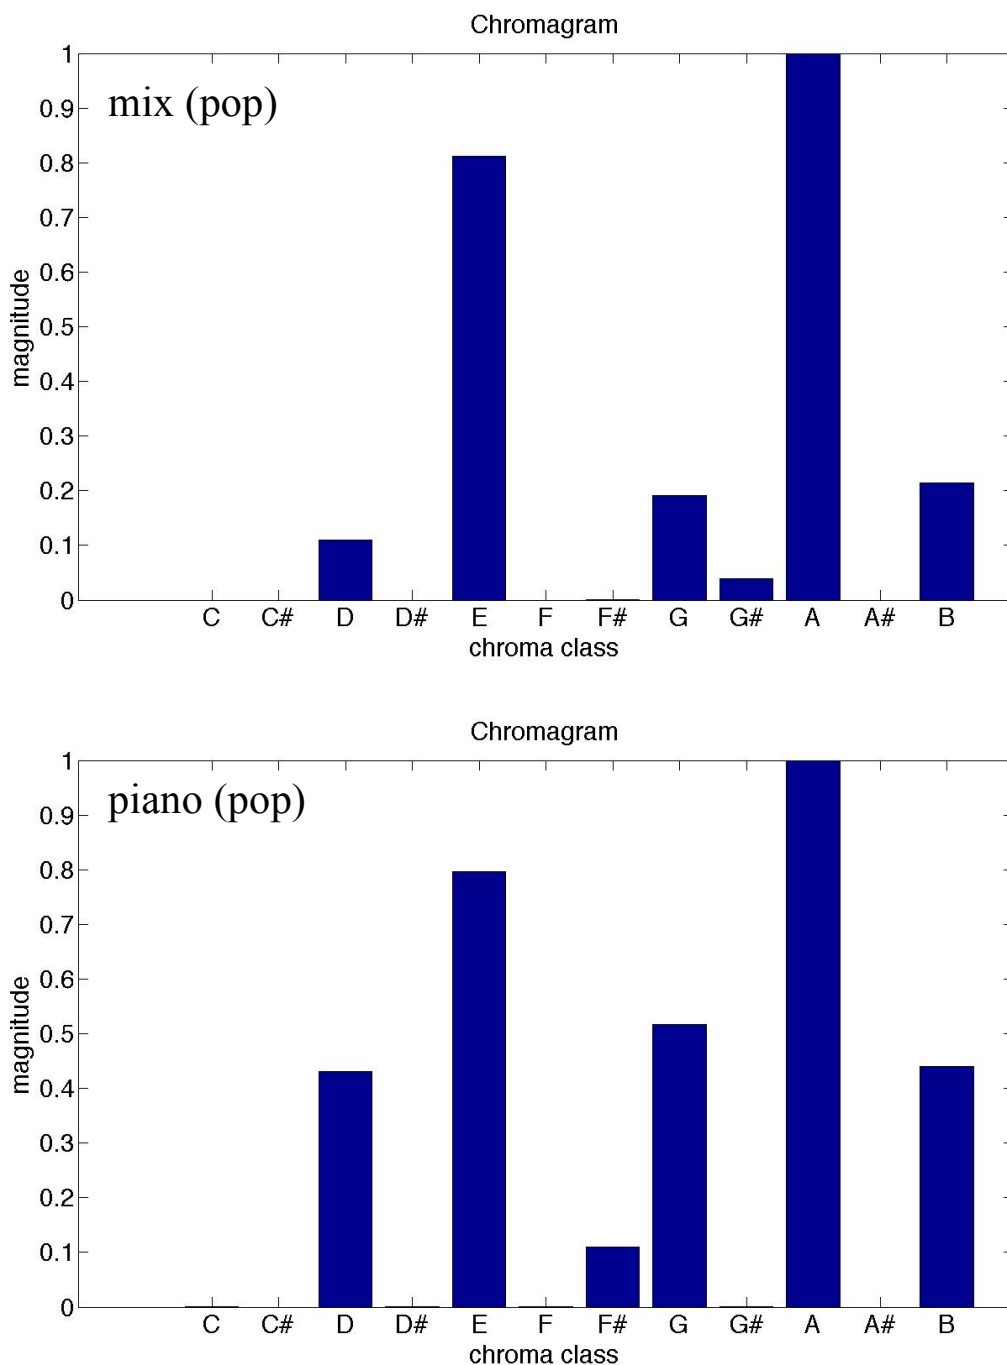 Chromagram
1
mix (pop)
0.9
0.8
0.7
0.6
0.5
0.4
0.3
0.2
0.1
0
magnitude
C C# D D# E F F# G G# A A# B
chroma class
Chromagram
1
piano (pop)
0.9
0.8
0.7
0.6
0.5
0.4
0.3
0.2
0.1
0
magnitude
C C# D D# E F F# G G# A A# B
chroma class